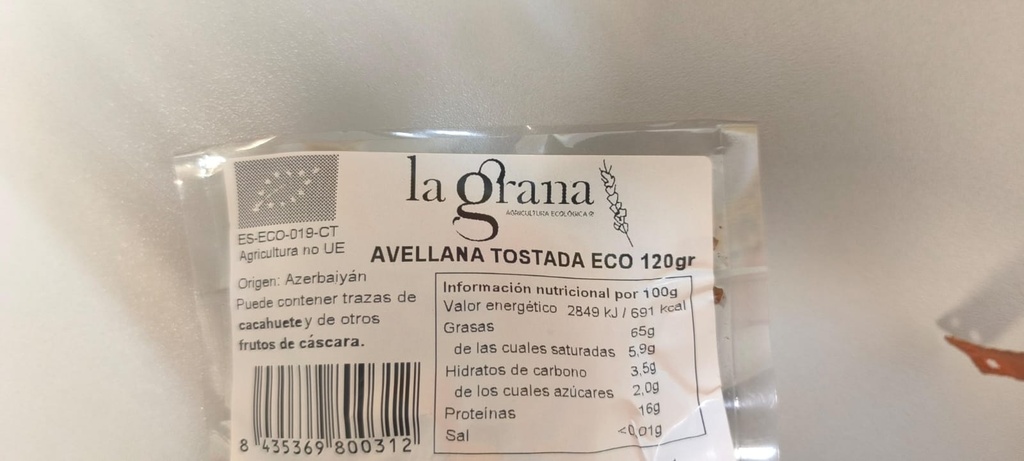 la grana
AGRICULTURA ECOLÓGICA
ES-ECO-019-CT
Agricultura no UE
AVELLANA TOSTADA ECO 120gr
Origen: Azerbaiyán
Puede contener trazas de
cacahuete y de otros
frutos de cáscara.
Información nutricional por 100g
Valor energético 2849 kJ / 691 kcal
Grasas 65g
de las cuales saturadas 5,9g
Hidratos de carbono 3,5g
de los cuales azúcares 2,0g
Proteínas 16g
Sal <0,01g
8 435369 800312